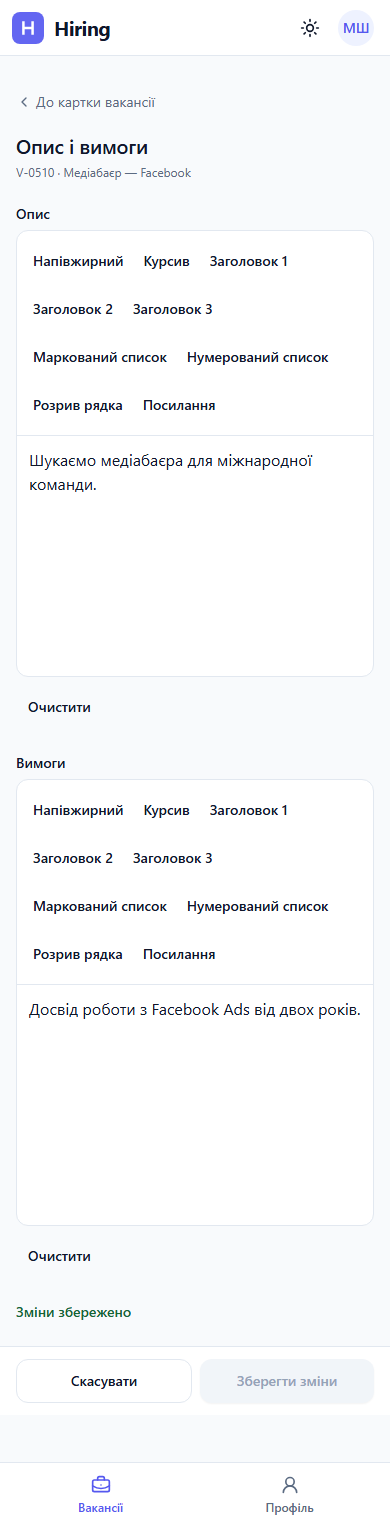 H Hiring МШ
До картки вакансії
Опис і вимоги
V-0510 · Медіабаєр — Facebook
Опис
Напівжирний Курсив Заголовок 1
Заголовок 2 Заголовок 3
Маркований список Нумерований список
Розрив рядка Посилання
Шукаємо медіабаєра для міжнародної
команди.
Очистити
Вимоги
Напівжирний Курсив Заголовок 1
Заголовок 2 Заголовок 3
Маркований список Нумерований список
Розрив рядка Посилання
Досвід роботи з Facebook Ads від двох років.
Очистити
Зміни збережено
Скасувати Зберегти зміни
Вакансії Профіль